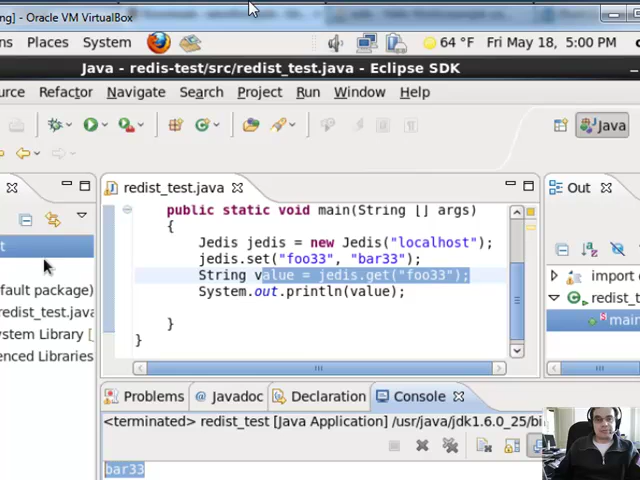 ng] - Oracle VM VirtualBox
ns Places System 64 °F Fri May 18, 5:00 PM
Java - redis-test/src/redist_test.java - Eclipse SDK
urce Refactor Navigate Search Project Run Window Help
Java
redist_test.java
Out
public static void main(String [] args)
{
Jedis jedis = new Jedis("localhost");
jedis.set("foo33", "bar33");
String value = jedis.get("foo33");
System.out.println(value);
}
}
t
fault package)
redist_test.java
ystem Library [
enced Libraries
import
redist_t
main
Problems Javadoc Declaration Console
<terminated> redist_test [Java Application] /usr/java/jdk1.6.0_25/bi
bar33